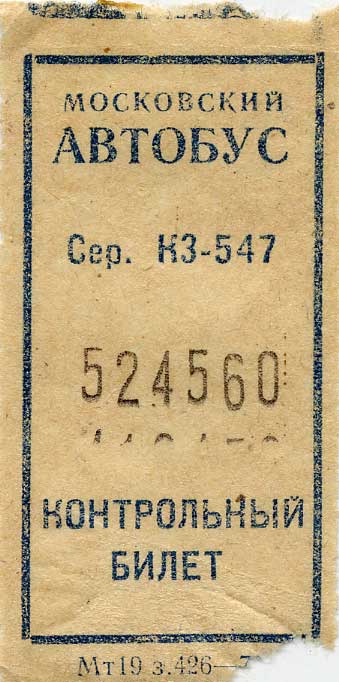 МОСКОВСКИЙ
АВТОБУС
Сер. КЗ-547
524560
КОНТРОЛЬНЫЙ
БИЛЕТ
Мт19 з.426—